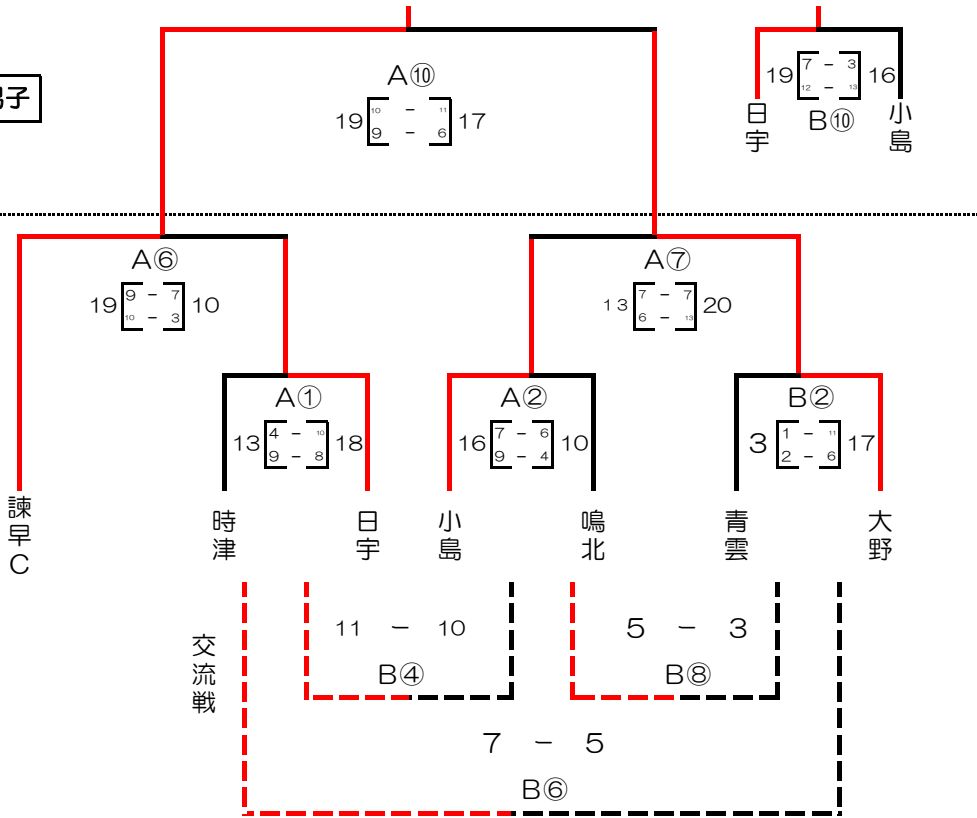 男子
A⑩
19 10 - 11 17
9 - 6
19 7 - 3 16
12 - 13
B⑩
日宇
小島
A⑥
19 9 - 7 10
10 - 3
A⑦
13 7 - 7 20
6 - 13
A①
13 4 - 10 18
9 - 8
A②
16 7 - 6 10
9 - 4
B②
3 1 - 11 17
2 - 6
諫早C
時津
日宇
小島
鳴北
青雲
大野
交流戦
11 - 10
B④
5 - 3
B⑧
7 - 5
B⑥